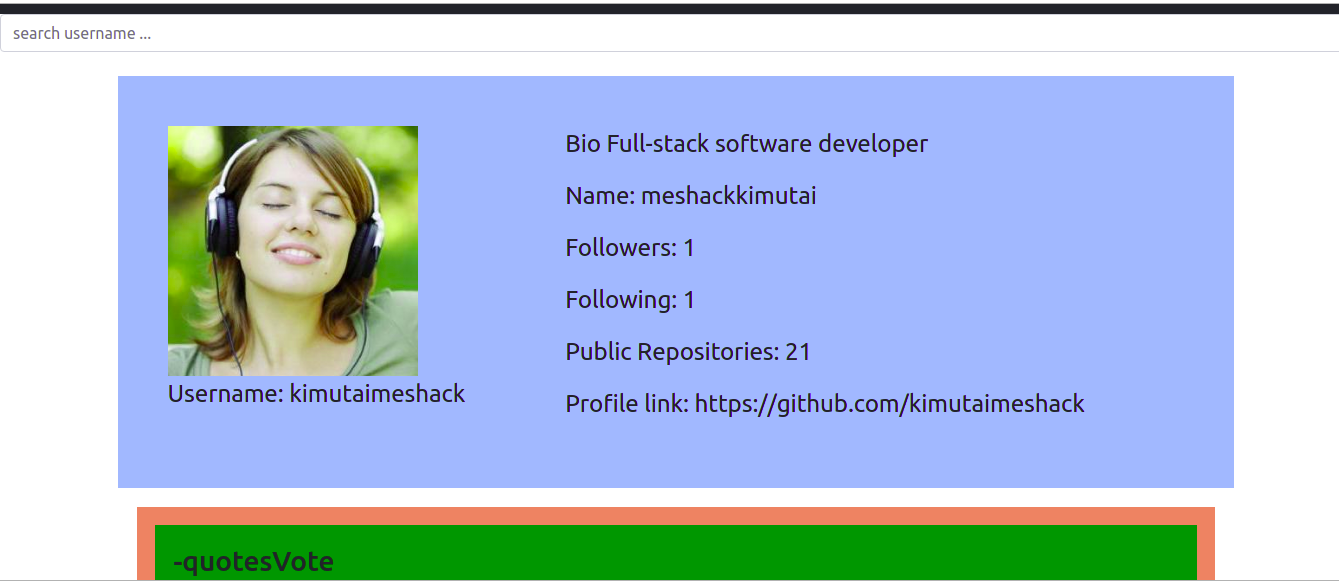 search username ...
Bio Full-stack software developer
Name: meshackkimutai
Followers: 1
Following: 1
Public Repositories: 21
Profile link: https://github.com/kimutaimeshack
Username: kimutaimeshack
-quotesVote